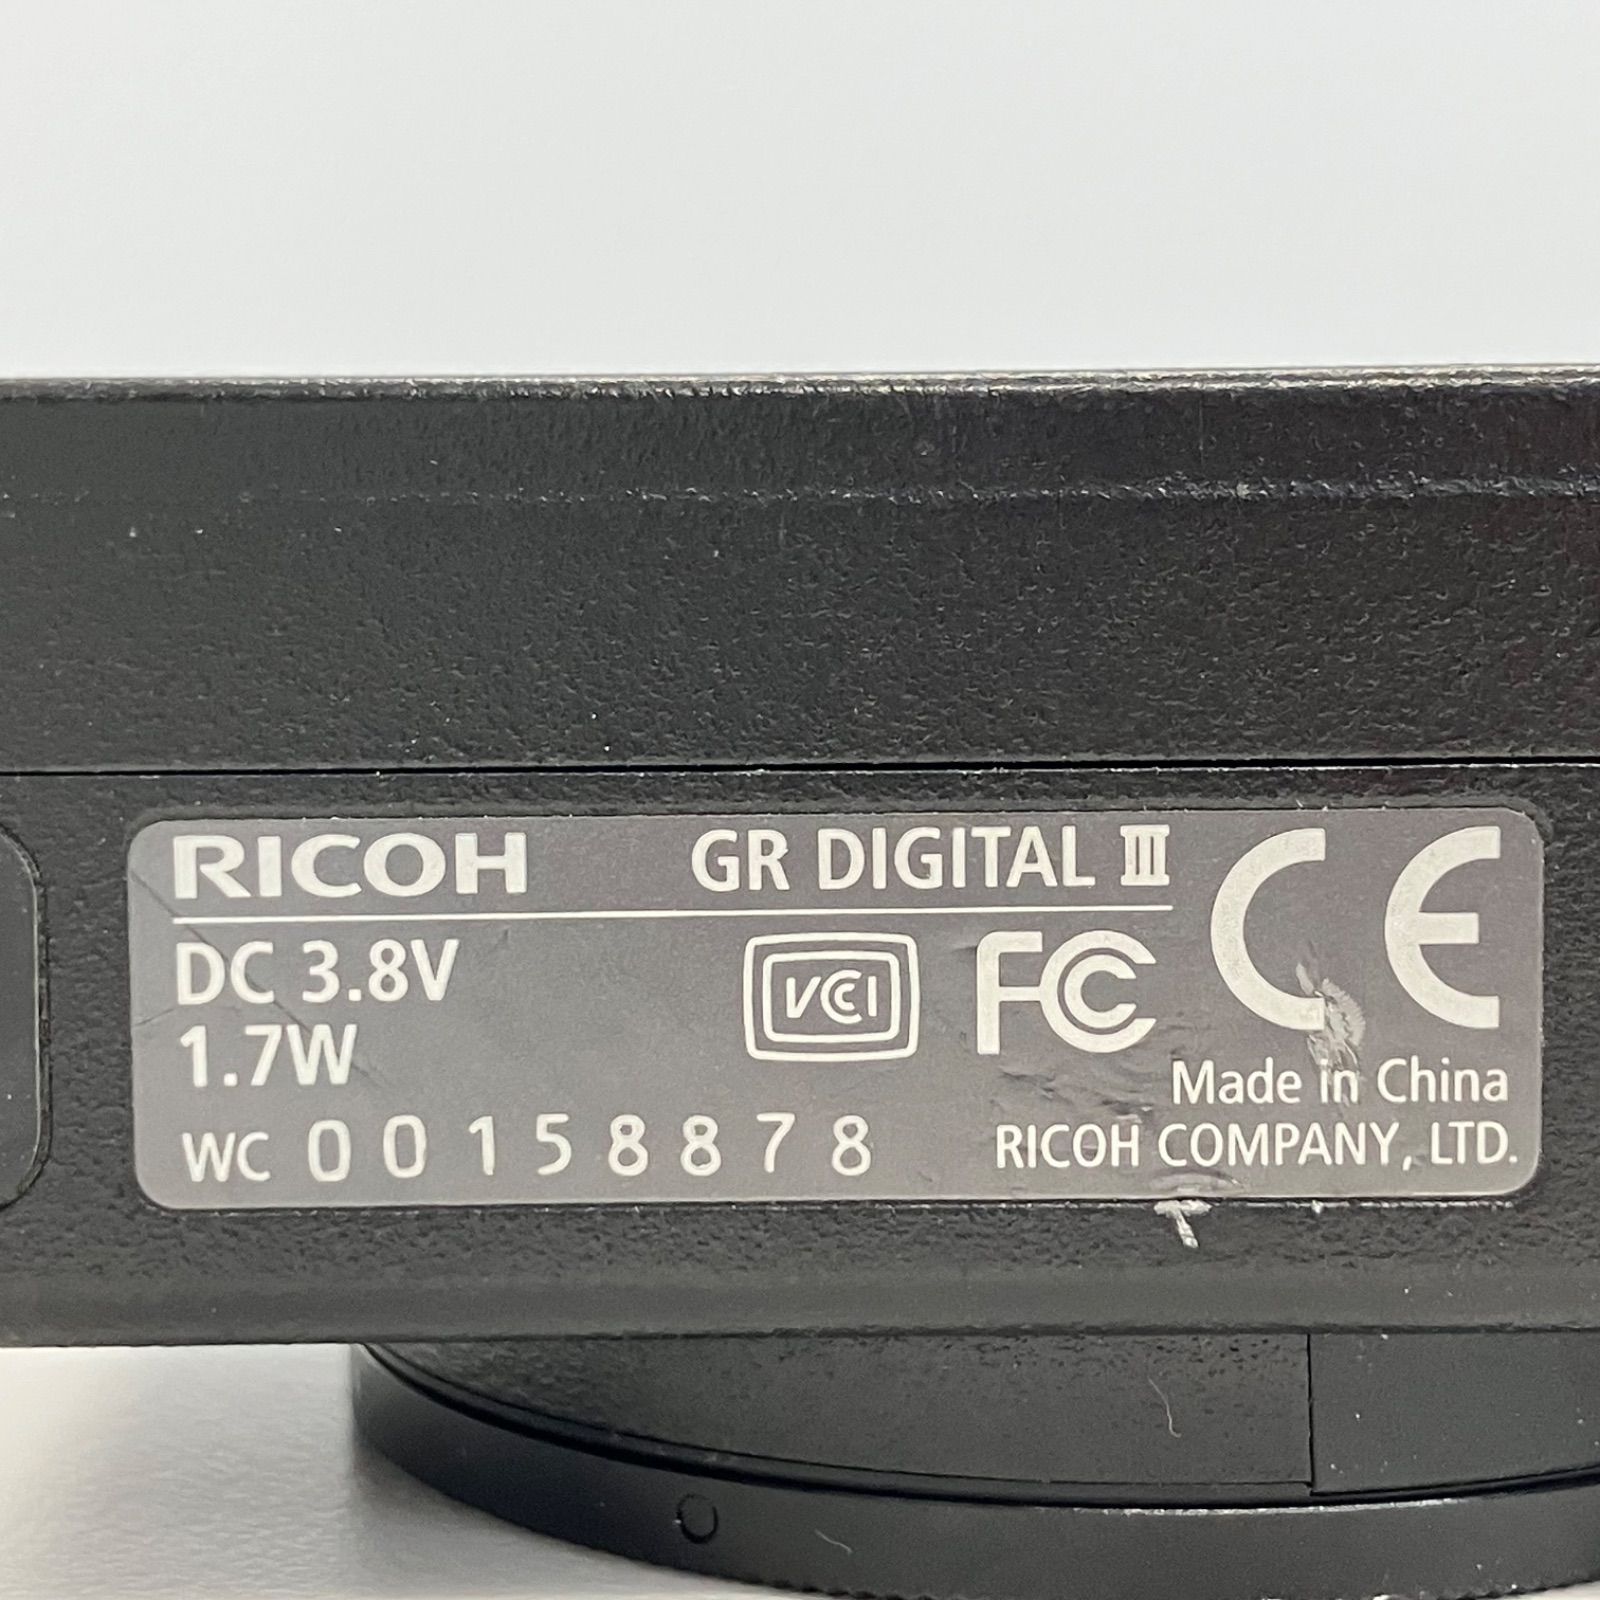 RICOH GR DIGITAL III CE
DC 3.8V VCCI FC
1.7W
Made in China
WC 00158878 RICOH COMPANY, LTD.